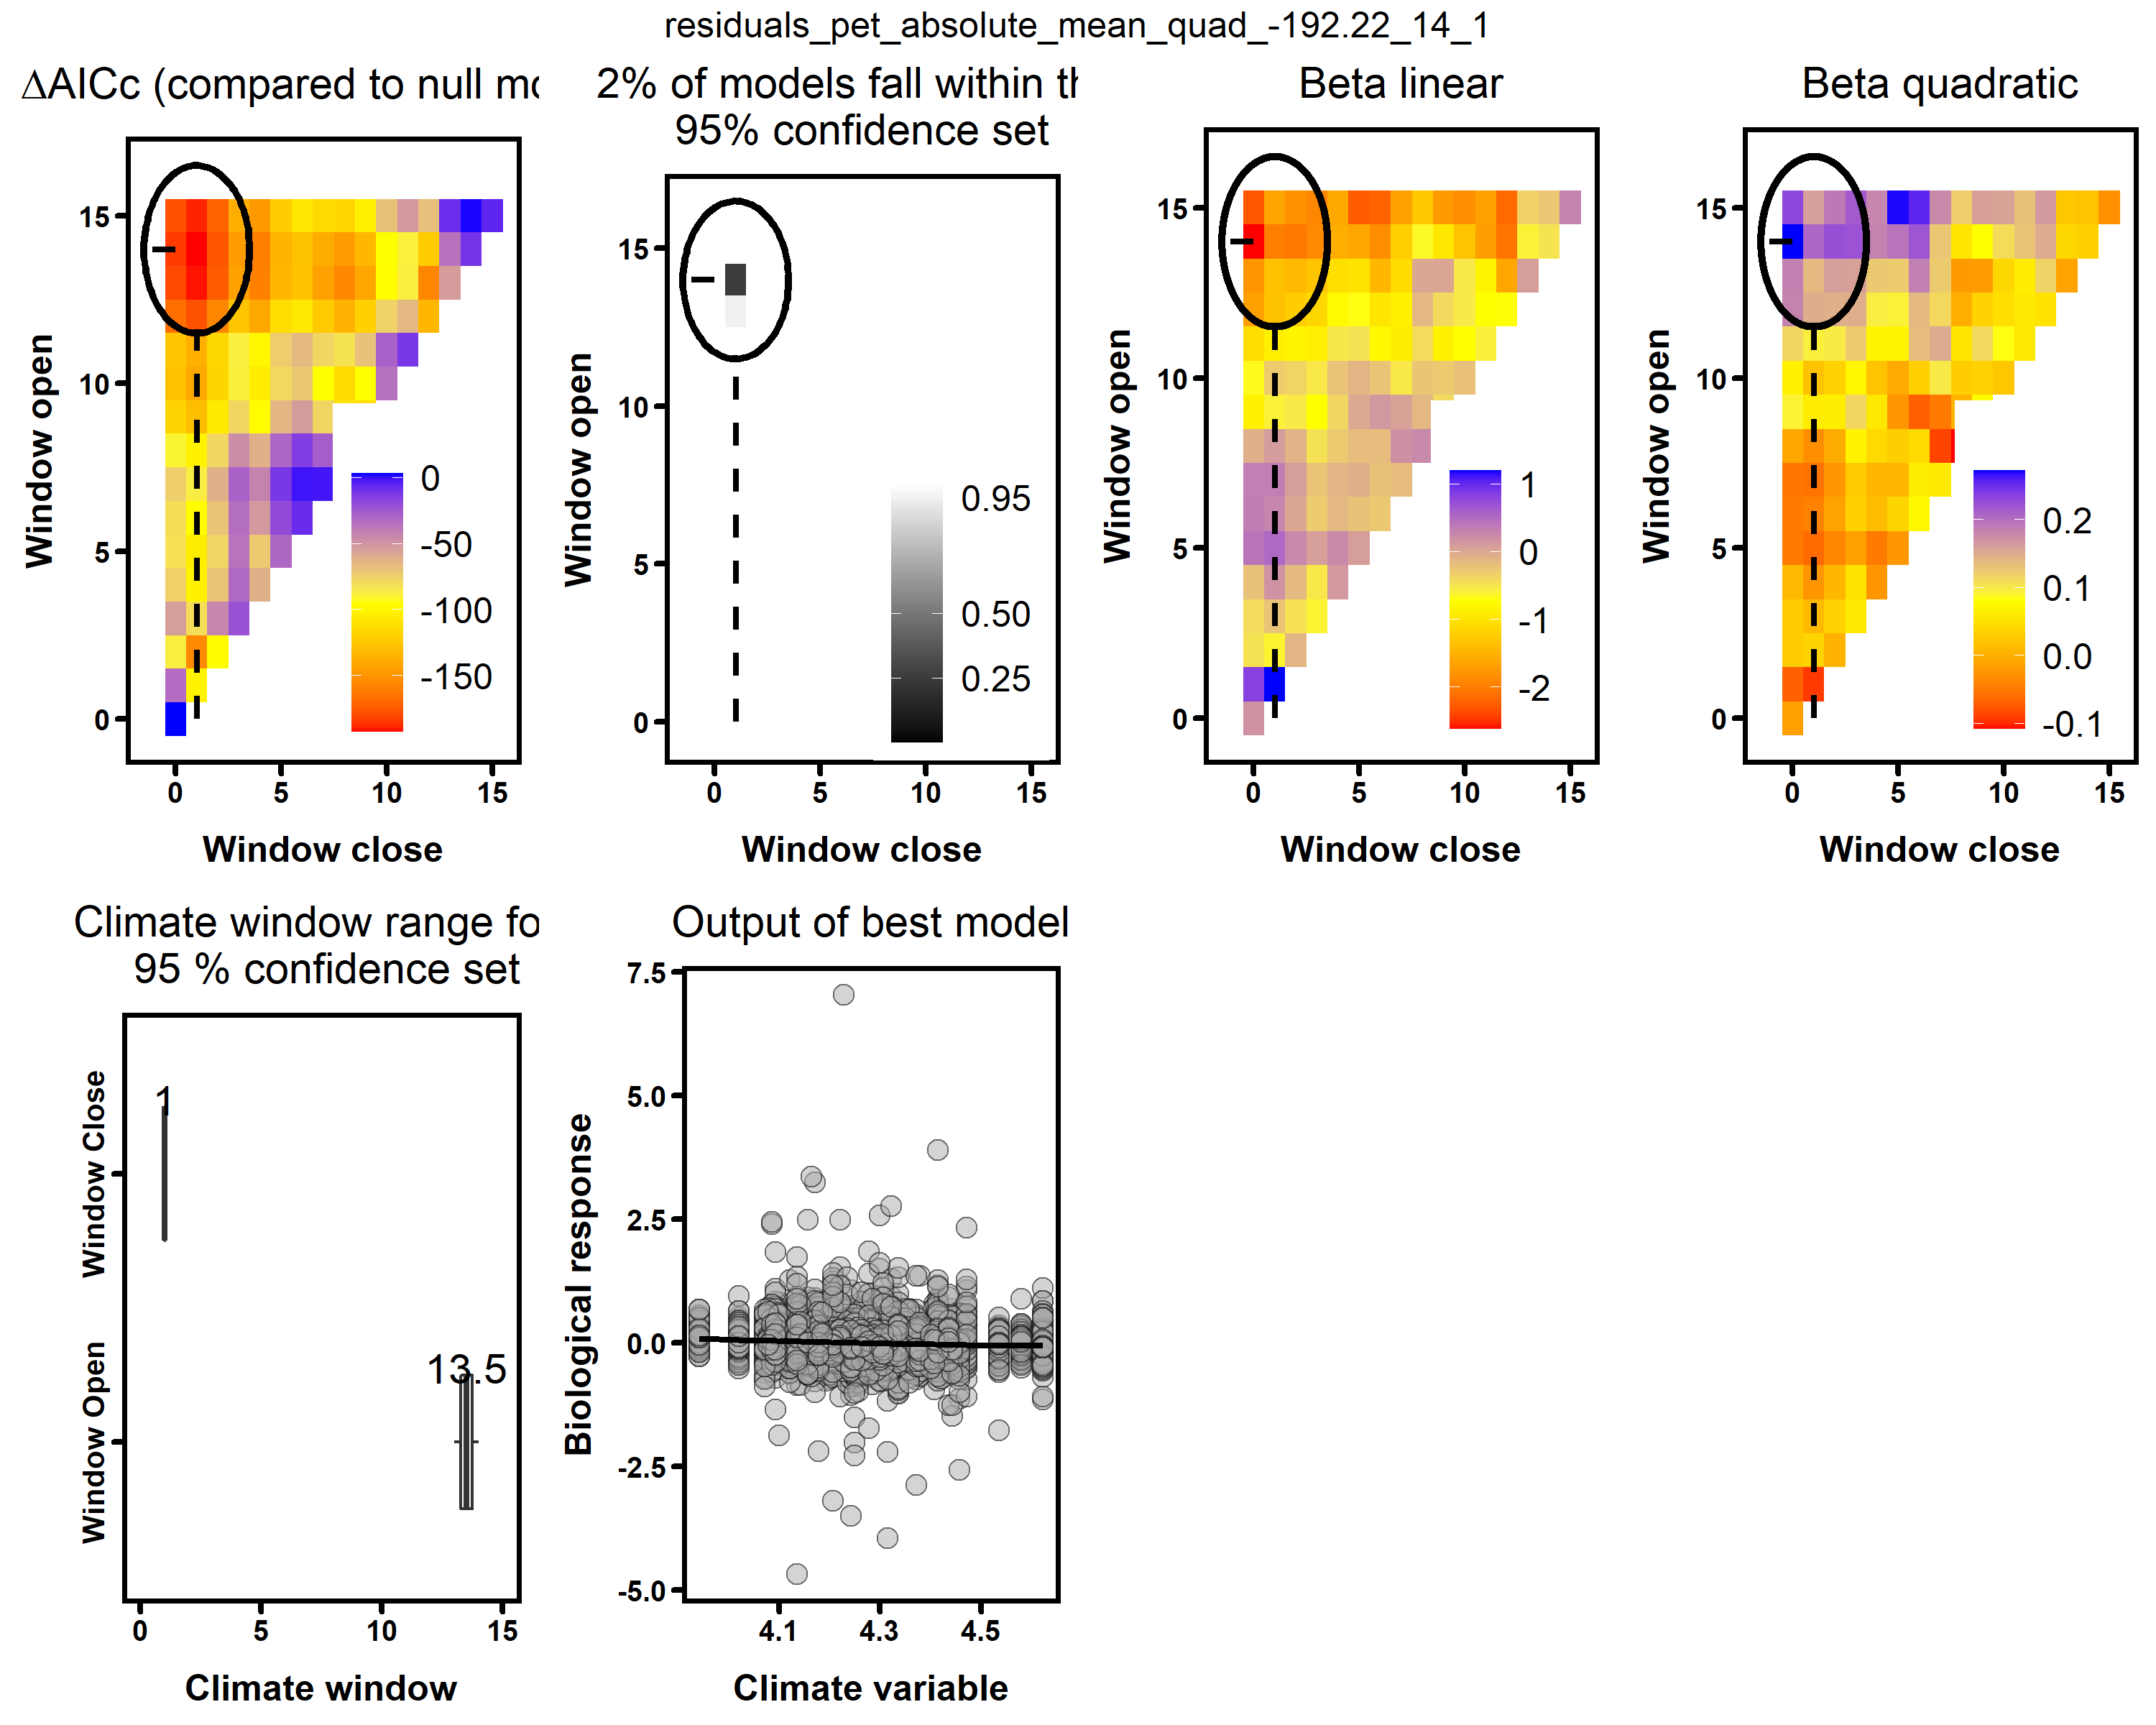 residuals_pet_absolute_mean_quad_-192.22_14_1
ΔAICc (compared to null mo
Window open
15
10
5
0
0
-50
-100
-150
0 5 10 15
Window close
2% of models fall within th
95% confidence set
Window open
15
10
5
0
0.95
0.50
0.25
0 5 10 15
Window close
Beta linear
Window open
15
10
5
0
1
0
-1
-2
0 5 10 15
Window close
Beta quadratic
Window open
15
10
5
0
0.2
0.1
0.0
-0.1
0 5 10 15
Window close
Climate window range fo
95 % confidence set
Window Close
Window Open
1
13.5
0 5 10 15
Climate window
Output of best model
Biological response
7.5
5.0
2.5
0.0
-2.5
-5.0
4.1 4.3 4.5
Climate variable